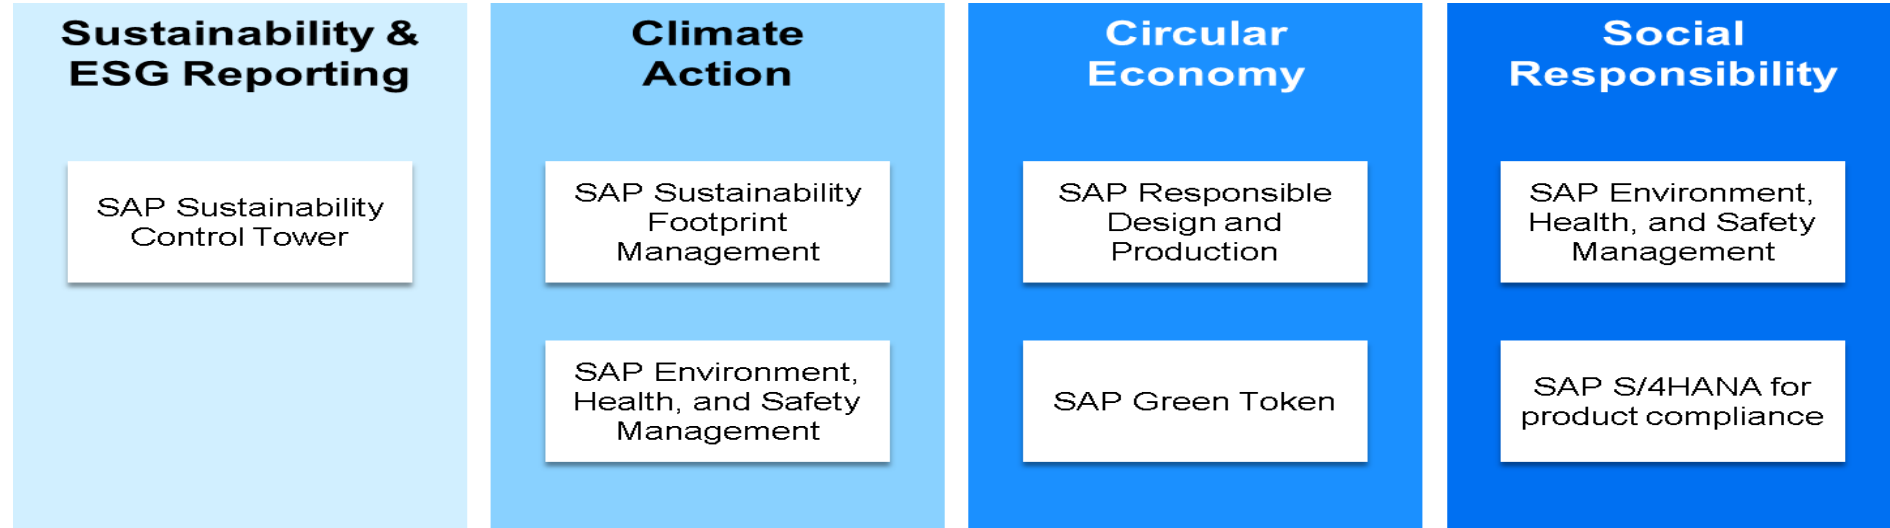 Sustainability &
ESG Reporting
SAP Sustainability
Control Tower
Climate
Action
SAP Sustainability
Footprint
Management
SAP Environment,
Health, and Safety
Management
Circular
Economy
SAP Responsible
Design and
Production
SAP Green Token
Social
Responsibility
SAP Environment,
Health, and Safety
Management
SAP S/4HANA for
product compliance